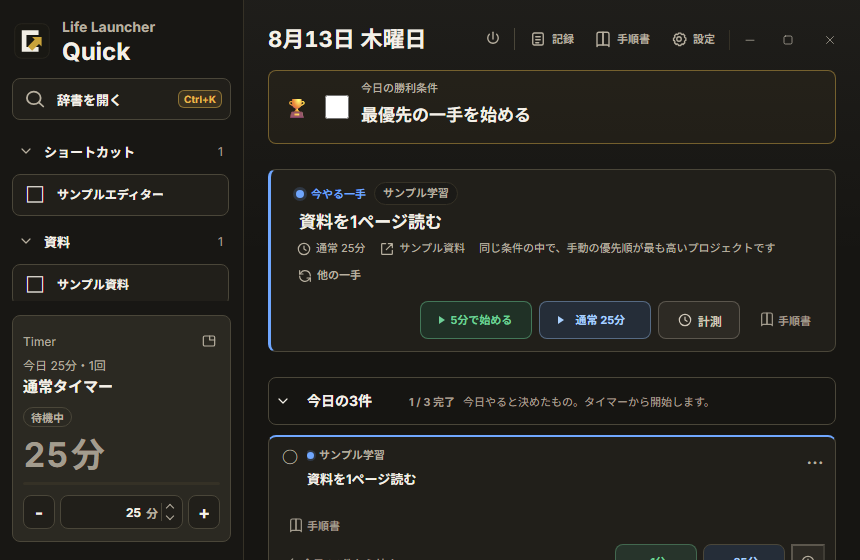 Life Launcher
Quick
辞書を開く Ctrl+K
ショートカット 1
サンプルエディター
資料 1
サンプル資料
Timer
今日 25分・1回
通常タイマー
待機中
25分
- 25 分 +
8月13日 木曜日
記録 手順書 設定
今日の勝利条件
最優先の一手を始める
今やる一手 サンプル学習
資料を1ページ読む
通常 25分 サンプル資料 同じ条件の中で、手動の優先順が最も高いプロジェクトです
他の一手
5分で始める 通常 25分 計測 手順書
今日の3件 1 / 3 完了 今日やると決めたもの。タイマーから開始します。
サンプル学習
資料を1ページ読む
手順書